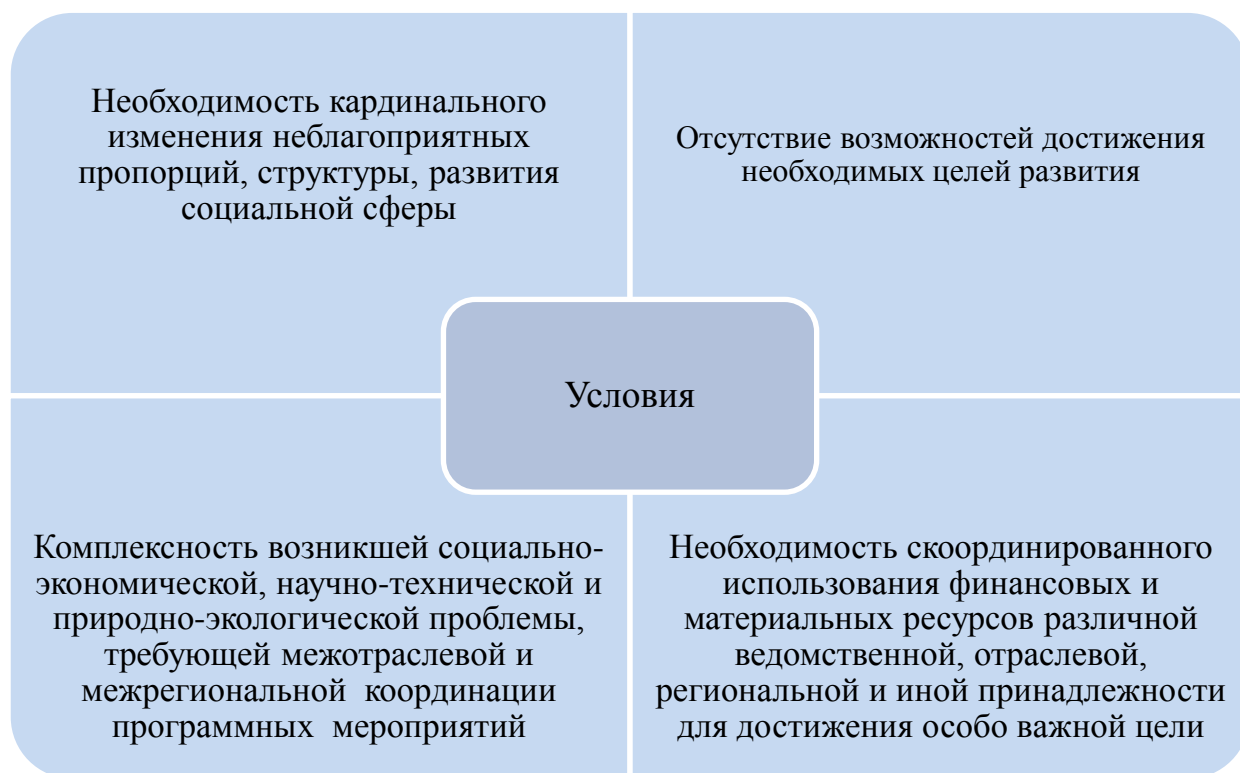 Необходимость кардинального
изменения неблагоприятных
пропорций, структуры, развития
социальной сферы
Отсутствие возможностей достижения
необходимых целей развития
Условия
Комплексность возникшей социально-
экономической, научно-технической и
природно-экологической проблемы,
требующей межотраслевой и
межрегиональной координации
программных мероприятий
Необходимость скоординированного
использования финансовых и
материальных ресурсов различной
ведомственной, отраслевой,
региональной и иной принадлежности
для достижения особо важной цели